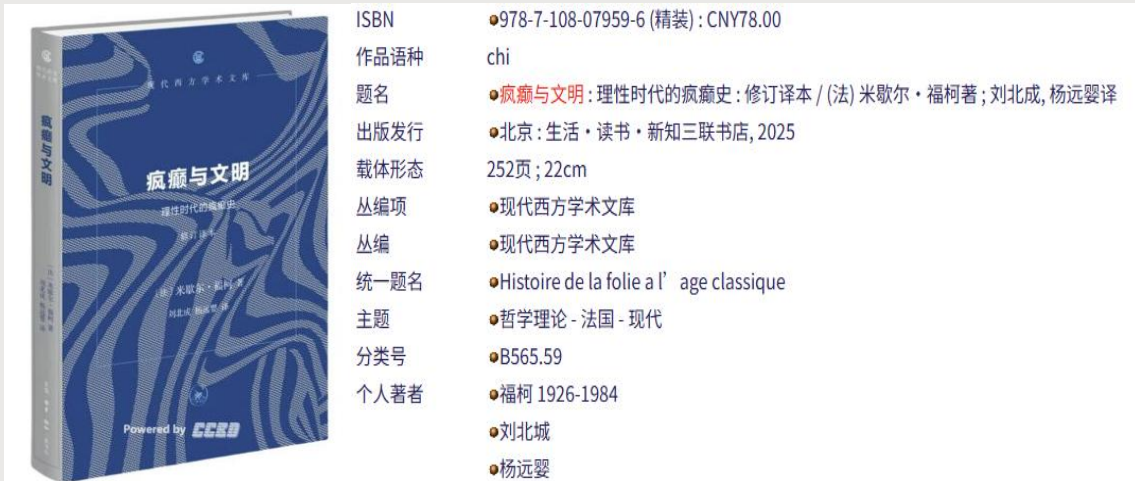 现代西方学术文库
疯癫与文明
理性时代的疯癫史
修订译本
〔法〕米歇尔·福柯 著
刘北成 杨远婴 译
疯癫与文明
Powered by CCRD
ISBN ●978-7-108-07959-6 (精装) : CNY78.00
作品语种 chi
题名 ●疯癫与文明 : 理性时代的疯癫史 : 修订译本 / (法) 米歇尔·福柯著 ; 刘北成, 杨远婴译
出版发行 ●北京 : 生活·读书·新知三联书店, 2025
载体形态 252页 ; 22cm
丛编项 ●现代西方学术文库
丛编 ●现代西方学术文库
统一题名 ●Histoire de la folie a l’ age classique
主题 ●哲学理论 - 法国 - 现代
分类号 ●B565.59
个人著者 ●福柯 1926-1984
●刘北城
●杨远婴